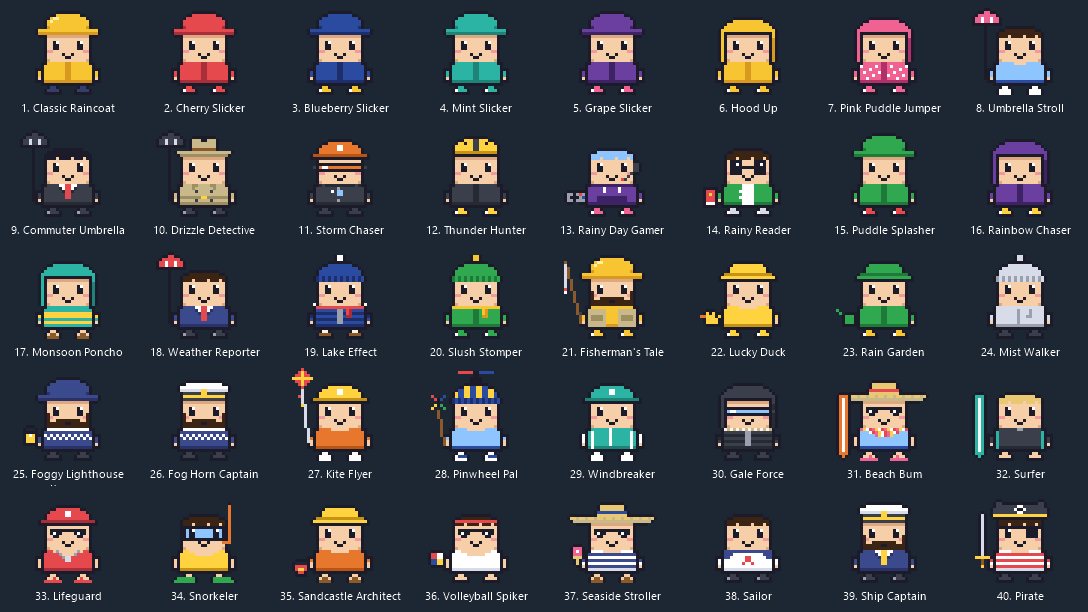 1. Classic Raincoat
2. Cherry Slicker
3. Blueberry Slicker
4. Mint Slicker
5. Grape Slicker
6. Hood Up
7. Pink Puddle Jumper
8. Umbrella Stroll
9. Commuter Umbrella
10. Drizzle Detective
11. Storm Chaser
12. Thunder Hunter
13. Rainy Day Gamer
14. Rainy Reader
15. Puddle Splasher
16. Rainbow Chaser
17. Monsoon Poncho
18. Weather Reporter
19. Lake Effect
20. Slush Stomper
21. Fisherman's Tale
22. Lucky Duck
23. Rain Garden
24. Mist Walker
25. Foggy Lighthouse
26. Fog Horn Captain
27. Kite Flyer
28. Pinwheel Pal
29. Windbreaker
30. Gale Force
31. Beach Bum
32. Surfer
33. Lifeguard
34. Snorkeler
35. Sandcastle Architect
36. Volleyball Spiker
37. Seaside Stroller
38. Sailor
39. Ship Captain
40. Pirate